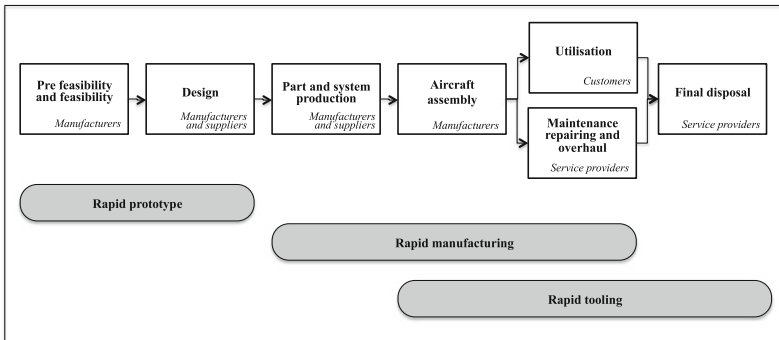 Pre feasibility
and feasibility
Manufacturers
Design
Manufacturers
and suppliers
Part and system
production
Manufacturers
and suppliers
Aircraft
assembly
Manufacturers
Utilisation
Customers
Maintenance
repairing and
overhaul
Service providers
Final disposal
Service providers
Rapid prototype
Rapid manufacturing
Rapid tooling